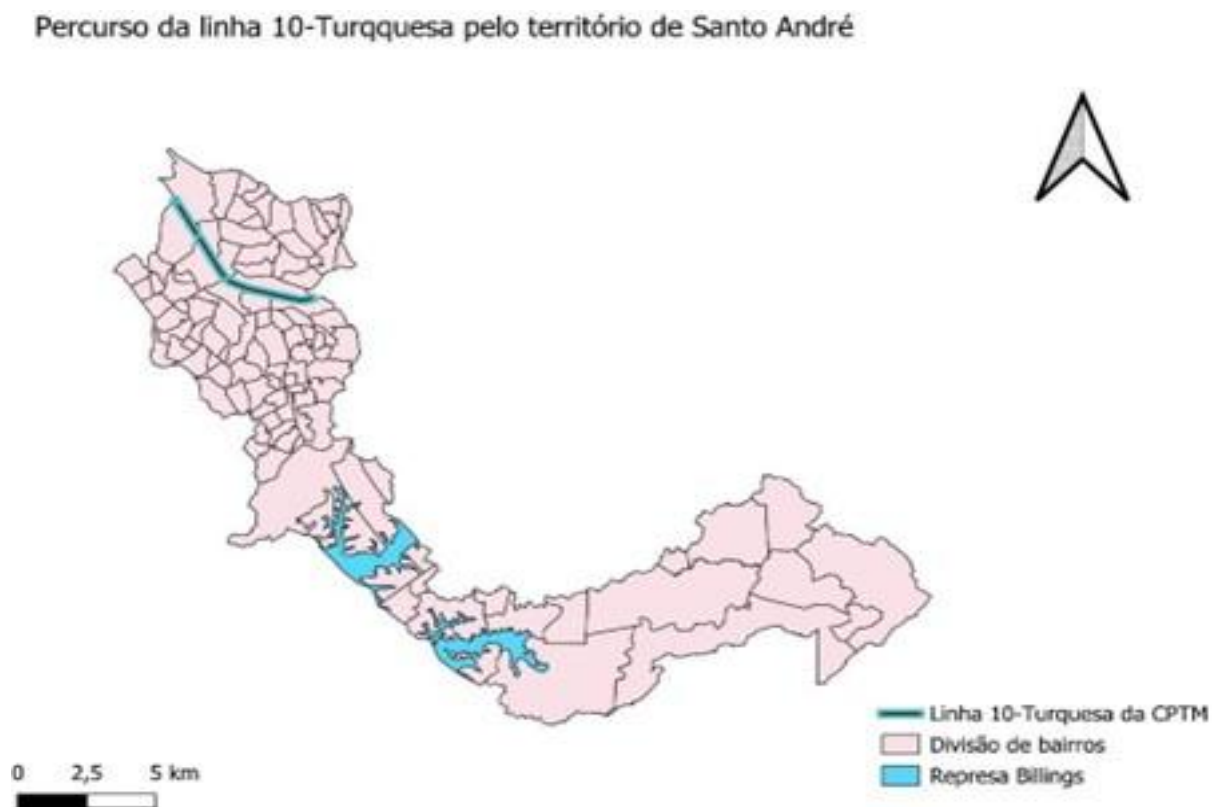 Percurso da linha 10-Turqquesa pelo território de Santo André
Linha 10-Turquesa da CPTM
Divisão de bairros
Represa Billings
0 2,5 5 km